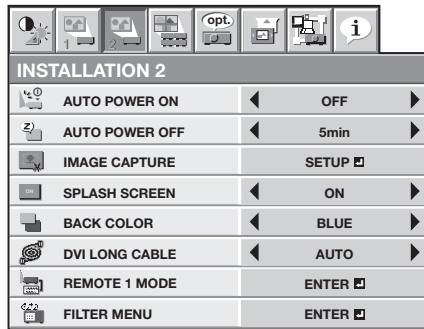 1 2 opt. i
INSTALLATION 2
AUTO POWER ON OFF
AUTO POWER OFF 5min
IMAGE CAPTURE SETUP
SPLASH SCREEN ON
BACK COLOR BLUE
DVI LONG CABLE AUTO
REMOTE 1 MODE ENTER
FILTER MENU ENTER